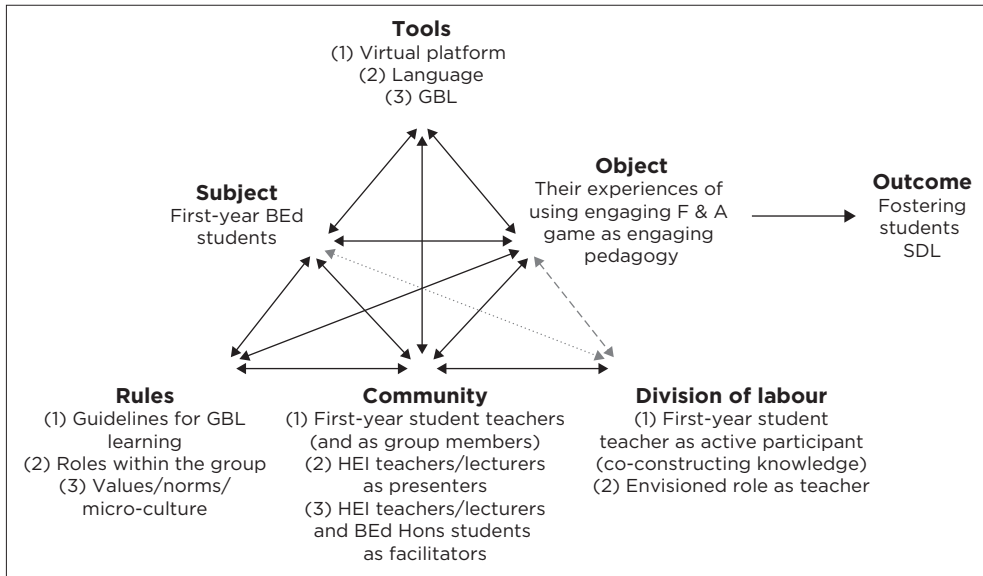 Tools
(1) Virtual platform
(2) Language
(3) GBL
Subject
First-year BEd
students
Object
Their experiences of
using engaging F & A
game as engaging
pedagogy
Outcome
Fostering
students
SDL
Rules
(1) Guidelines for GBL
learning
(2) Roles within the group
(3) Values/norms/
micro-culture
Community
(1) First-year student teachers
(and as group members)
(2) HEI teachers/lecturers
as presenters
(3) HEI teachers/lecturers
and BEd Hons students
as facilitators
Division of labour
(1) First-year student
teacher as active participant
(co-constructing knowledge)
(2) Envisioned role as teacher